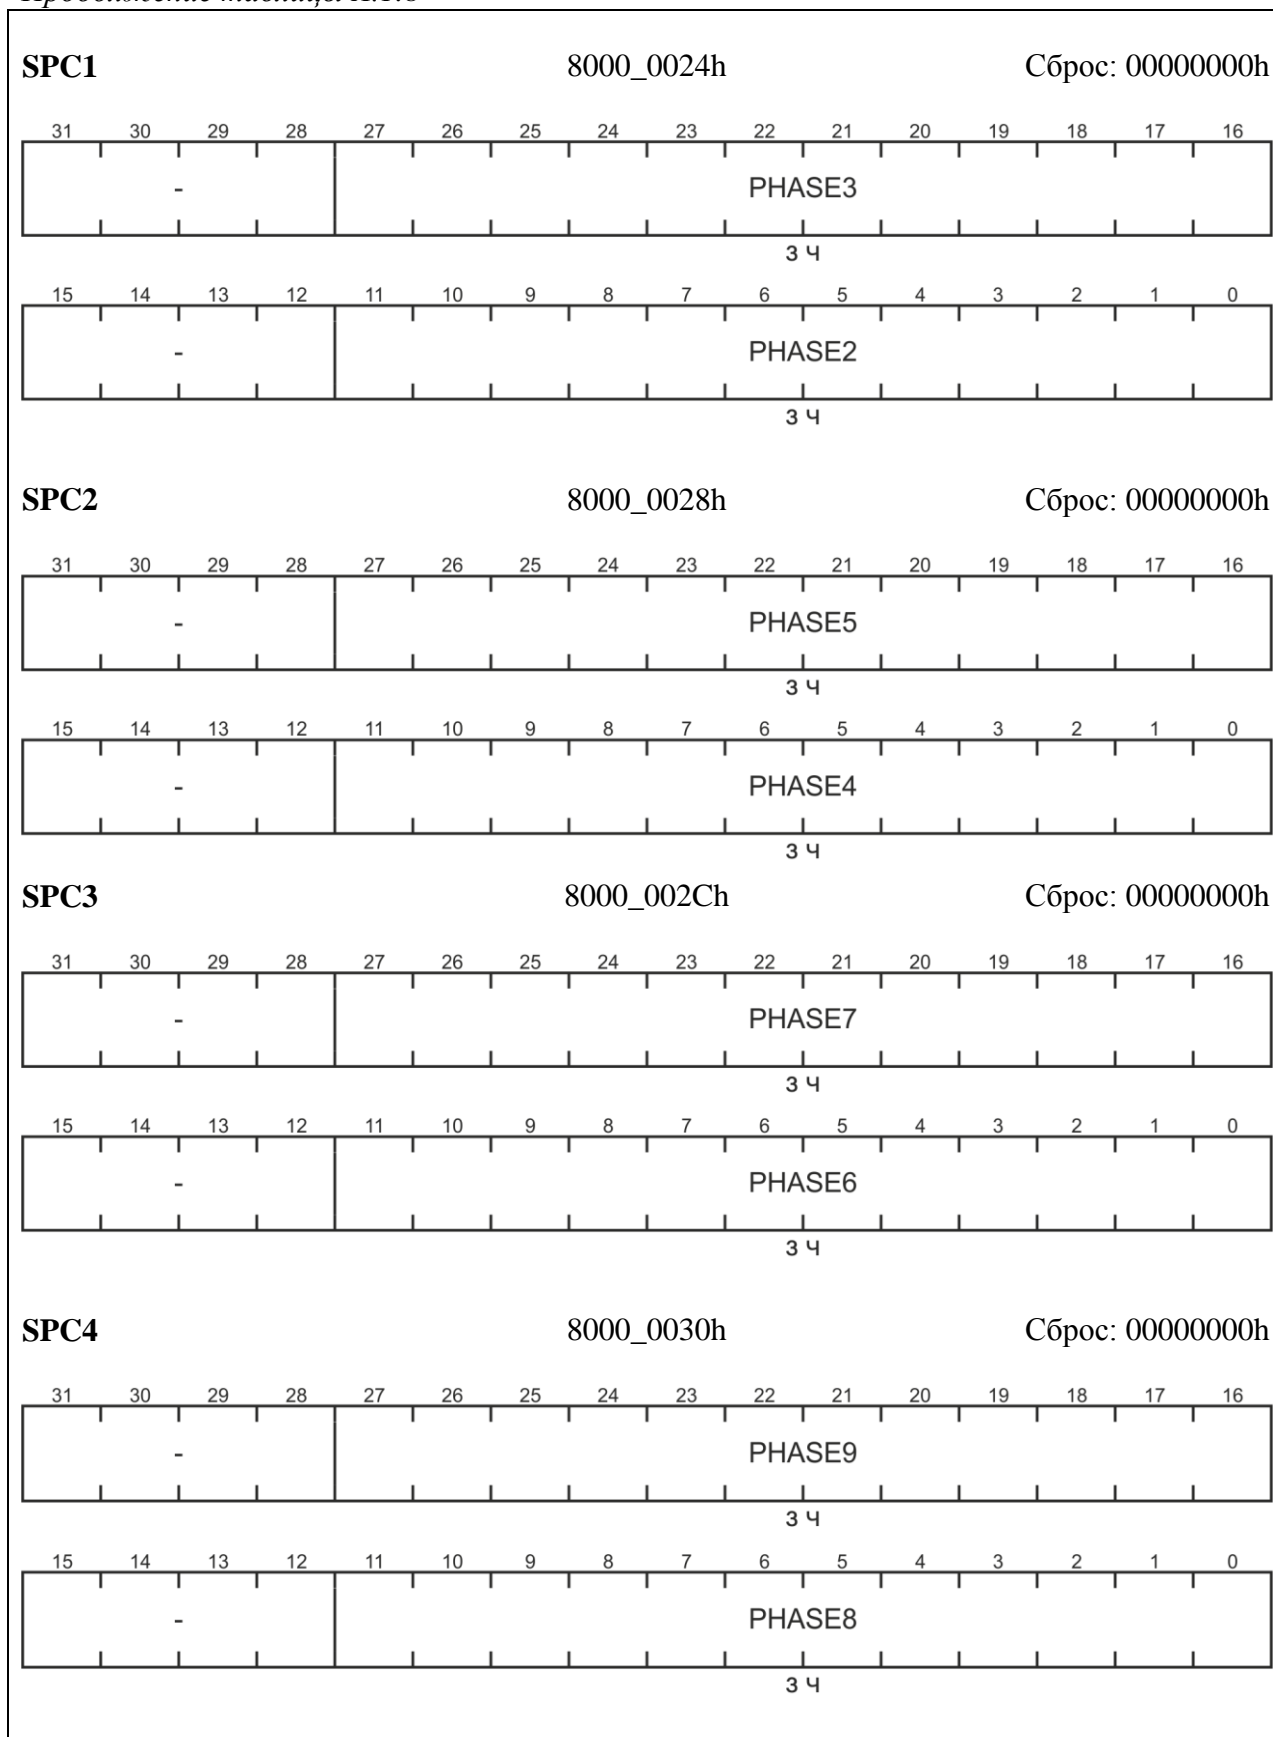 SPC1 8000_0024h Сброс: 00000000h
31 30 29 28 27 26 25 24 23 22 21 20 19 18 17 16
- PHASE3
З Ч
15 14 13 12 11 10 9 8 7 6 5 4 3 2 1 0
- PHASE2
З Ч
SPC2 8000_0028h Сброс: 00000000h
31 30 29 28 27 26 25 24 23 22 21 20 19 18 17 16
- PHASE5
З Ч
15 14 13 12 11 10 9 8 7 6 5 4 3 2 1 0
- PHASE4
З Ч
SPC3 8000_002Ch Сброс: 00000000h
31 30 29 28 27 26 25 24 23 22 21 20 19 18 17 16
- PHASE7
З Ч
15 14 13 12 11 10 9 8 7 6 5 4 3 2 1 0
- PHASE6
З Ч
SPC4 8000_0030h Сброс: 00000000h
31 30 29 28 27 26 25 24 23 22 21 20 19 18 17 16
- PHASE9
З Ч
15 14 13 12 11 10 9 8 7 6 5 4 3 2 1 0
- PHASE8
З Ч